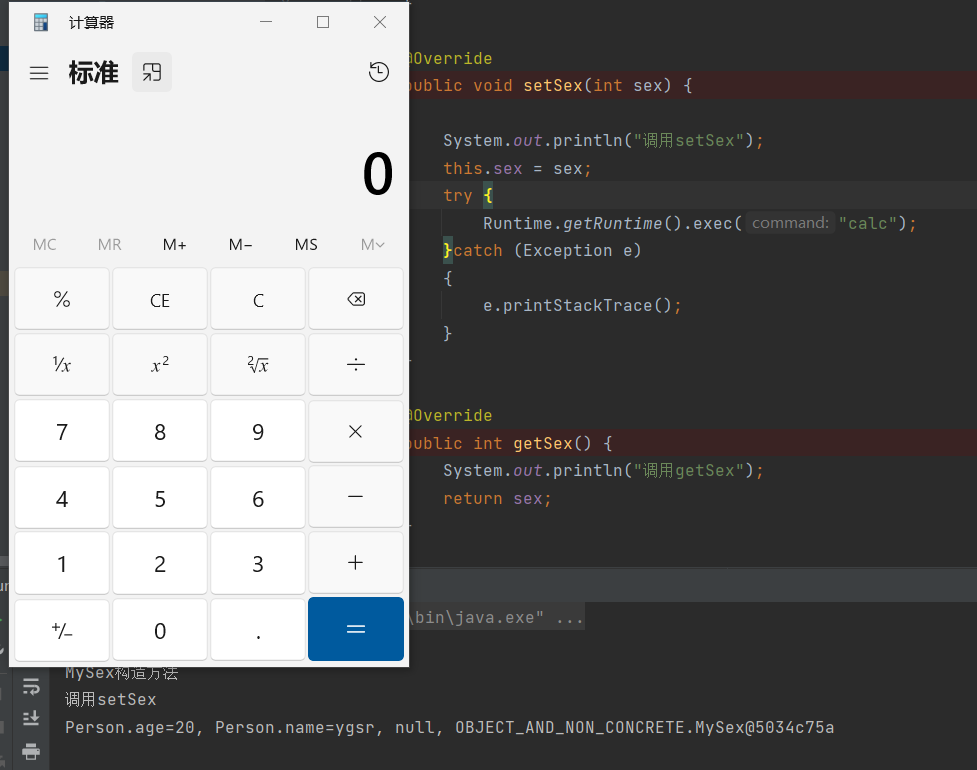 计算器
标准
0
MC MR M+ M− MS M
% CE C
¹/x x² ²√x ÷
7 8 9 ×
4 5 6 −
1 2 3 +
+/− 0 . =
@Override
public void setSex(int sex) {
System.out.println("调用setSex");
this.sex = sex;
try {
Runtime.getRuntime().exec( command: "calc");
}catch (Exception e)
{
e.printStackTrace();
}
@Override
public int getSex() {
System.out.println("调用getSex");
return sex;
\bin\java.exe" ...
MySex构造方法
调用setSex
Person.age=20, Person.name=ygsr, null, OBJECT_AND_NON_CONCRETE.MySex@5034c75a